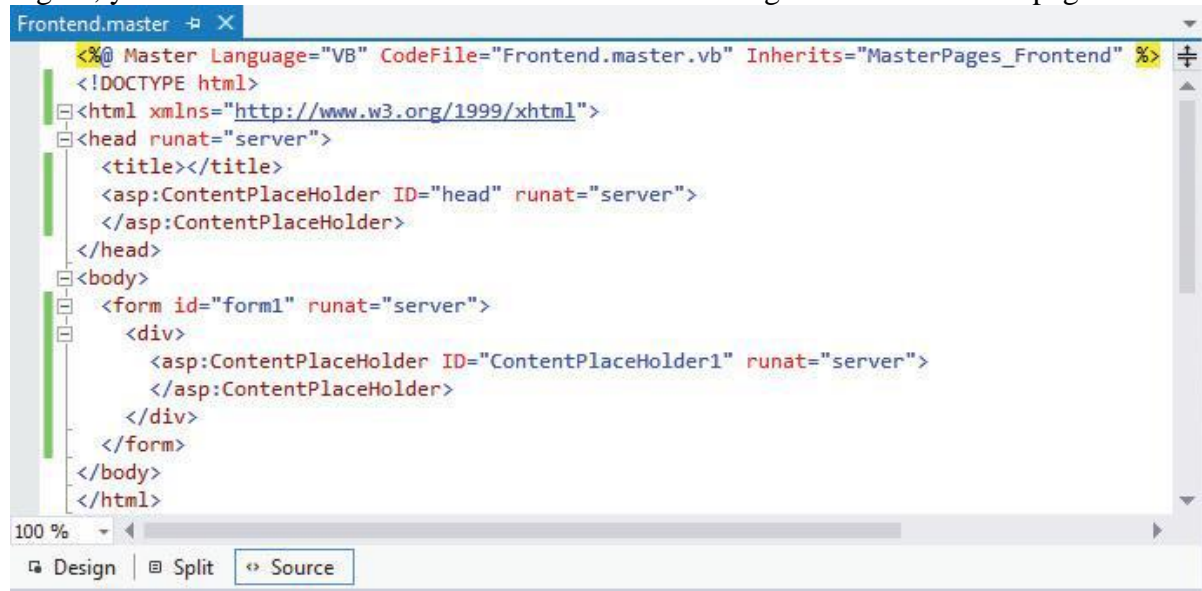 Frontend.master
<%@ Master Language="VB" CodeFile="Frontend.master.vb" Inherits="MasterPages_Frontend" %>
<!DOCTYPE html>
<html xmlns="http://www.w3.org/1999/xhtml">
<head runat="server">
<title></title>
<asp:ContentPlaceHolder ID="head" runat="server">
</asp:ContentPlaceHolder>
</head>
<body>
<form id="form1" runat="server">
<div>
<asp:ContentPlaceHolder ID="ContentPlaceHolder1" runat="server">
</asp:ContentPlaceHolder>
</div>
</form>
</body>
</html>
100 %
Design Split Source